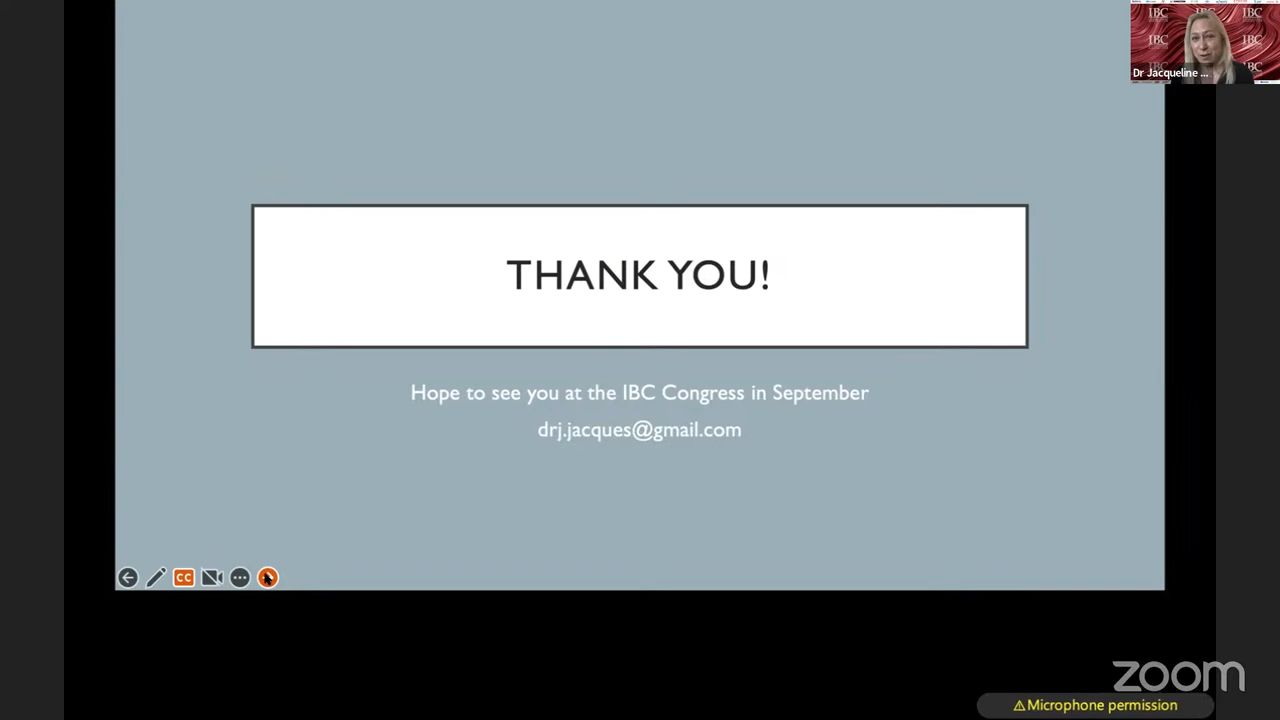 IBC
IBC
IBC
IBC
IBC
Dr Jacqueline ...
THANK YOU!
Hope to see you at the IBC Congress in September
drj.jacques@gmail.com
CC
zoom
⚠Microphone permission